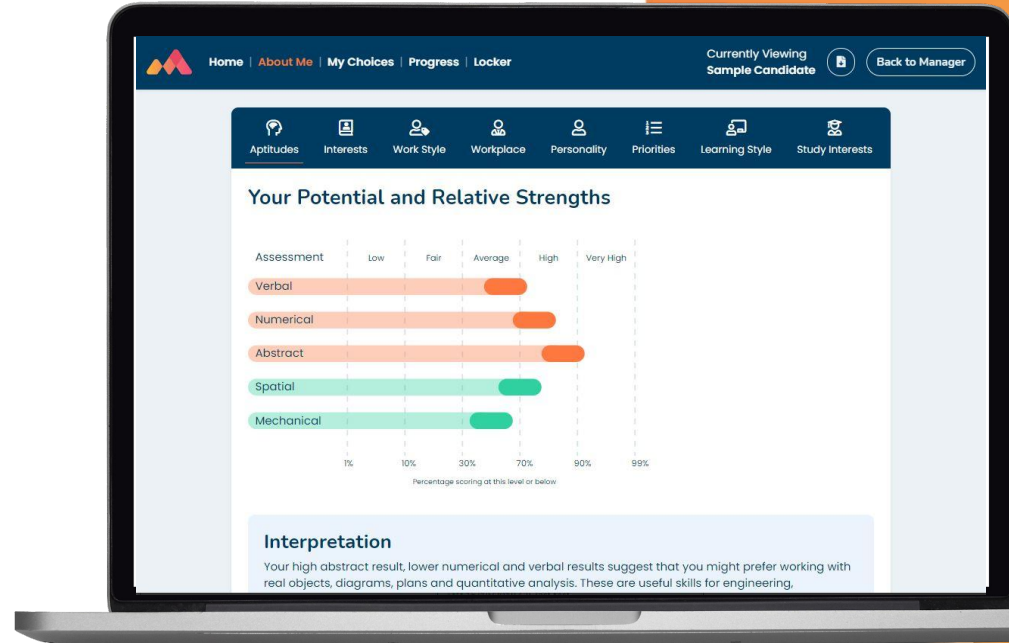 Home | About Me | My Choices | Progress | Locker
Currently Viewing
Sample Candidate
Back to Manager
Aptitudes Interests Work Style Workplace Personality Priorities Learning Style Study Interests
Your Potential and Relative Strengths
Assessment Low Fair Average High Very High
Verbal
Numerical
Abstract
Spatial
Mechanical
1% 10% 30% 70% 90% 99%
Percentage scoring at this level or below
Interpretation
Your high abstract result, lower numerical and verbal results suggest that you might prefer working with
real objects, diagrams, plans and quantitative analysis. These are useful skills for engineering,